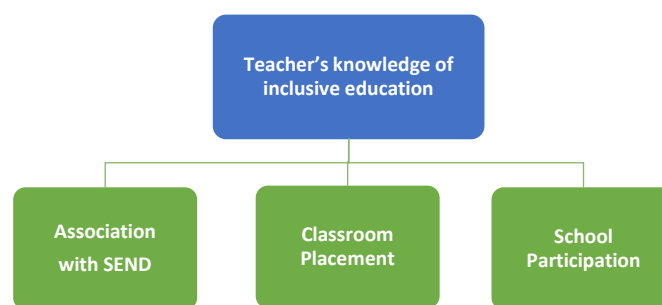 Teacher’s knowledge of
inclusive education
Association
with SEND
Classroom
Placement
School
Participation